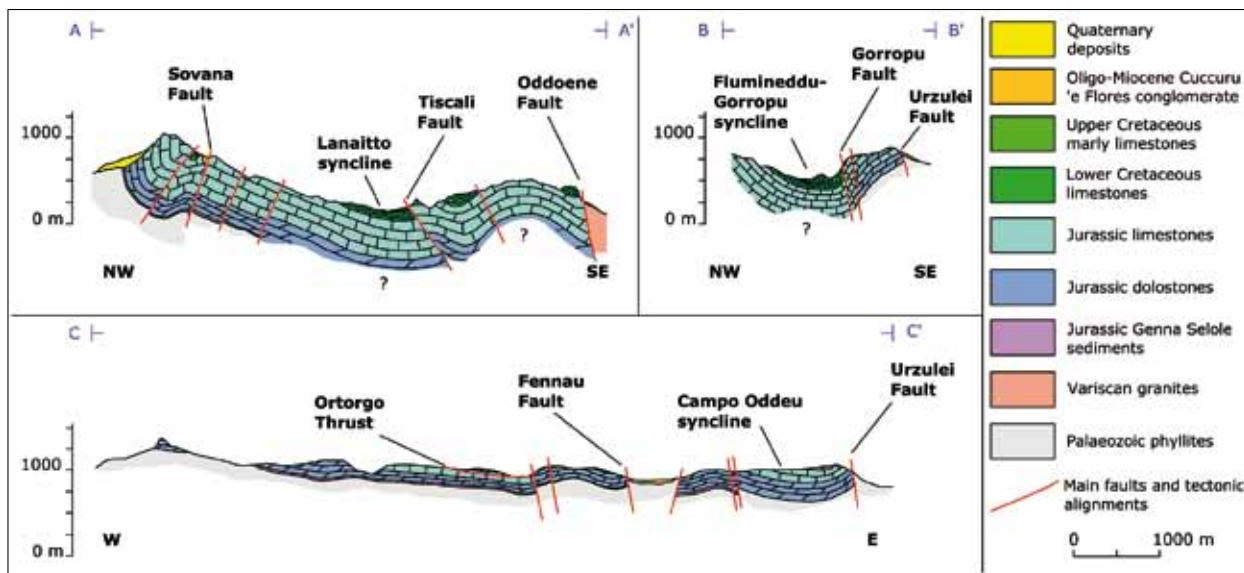 A
A'
Sovana
Fault
Tiscali
Fault
Oddoene
Fault
Lanaitto
syncline
1000
0 m
NW
?
?
SE
B
B'
Gorropu
Fault
Flumineddu-
Gorropu
syncline
Urzulei
Fault
1000
0 m
?
NW
SE
C
C'
Ortorgo
Thrust
Fennau
Fault
Campo Oddeu
syncline
Urzulei
Fault
1000
0 m
W
E
Quaternary
deposits
Oligo-Miocene Cuccuru
'e Flores conglomerate
Upper Cretaceous
marly limestones
Lower Cretaceous
limestones
Jurassic limestones
Jurassic dolostones
Jurassic Genna Selole
sediments
Variscan granites
Palaeozoic phyllites
Main faults and tectonic
alignments
0 1000 m